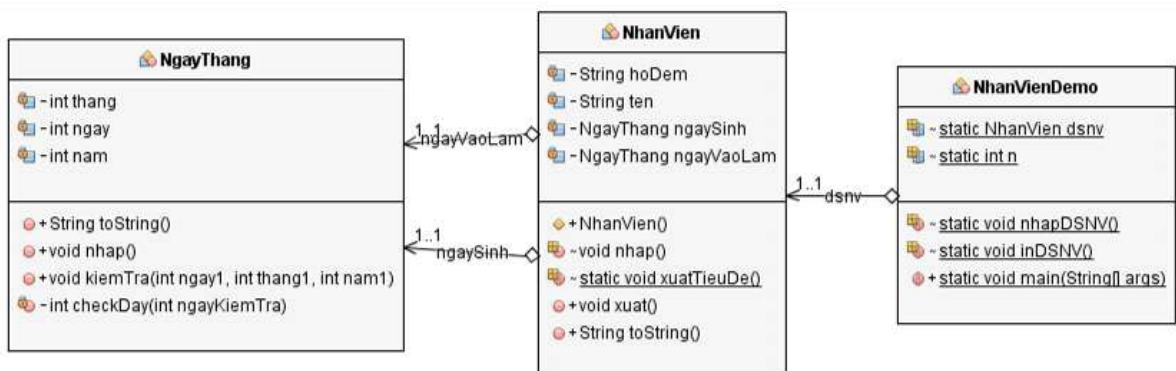 NgayThang
- int thang
- int ngay
- int nam
+ String toString()
+ void nhap()
+ void kiemTra(int ngay1, int thang1, int nam1)
- int checkDay(int ngayKiemTra)
1..1
ngayVaoLam
1..1
ngaySinh
NhanVien
- String hoDem
- String ten
- NgayThang ngaySinh
- NgayThang ngayVaoLam
+ NhanVien()
~ void nhap()
~ static void xuatTieuDe()
+ void xuat()
+ String toString()
1..1
dsnv
NhanVienDemo
~ static NhanVien dsnv
~ static int n
~ static void nhapDSNV()
~ static void inDSNV()
+ static void main(String[] args)